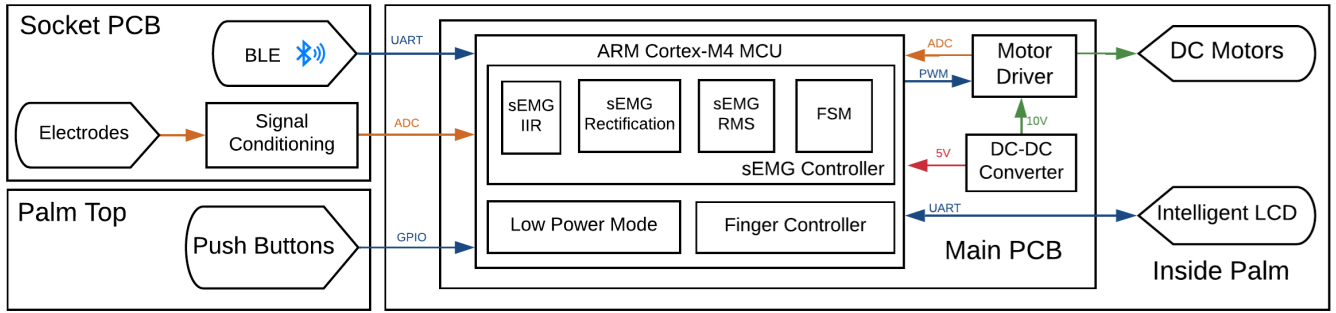 Socket PCB
BLE
UART
Electrodes
Signal
Conditioning
ADC
Palm Top
Push Buttons
GPIO
ARM Cortex-M4 MCU
sEMG
IIR
sEMG
Rectification
sEMG
RMS
FSM
sEMG Controller
Low Power Mode
Finger Controller
ADC
PWM
Motor
Driver
10V
DC-DC
Converter
5V
UART
Main PCB
DC Motors
Intelligent LCD
Inside Palm